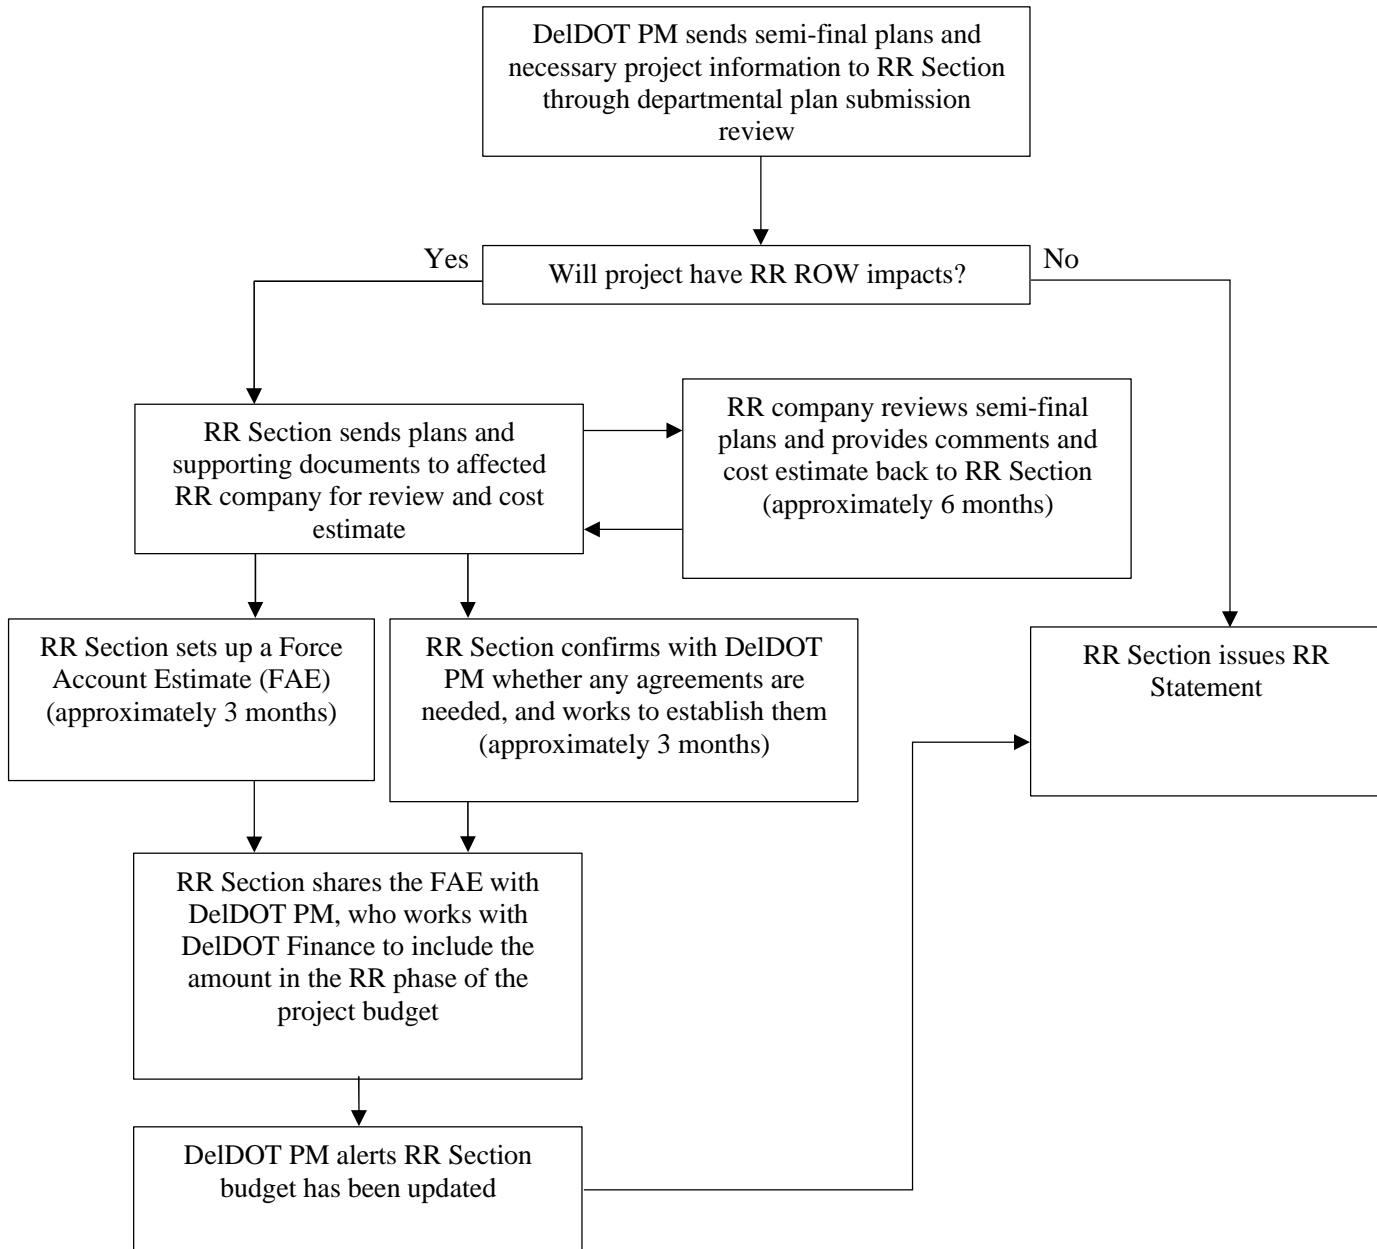 DelDOT PM sends semi-final plans and
necessary project information to RR Section
through departmental plan submission
review
Yes
Will project have RR ROW impacts?
No
RR Section sends plans and
supporting documents to affected
RR company for review and cost
estimate
RR company reviews semi-final
plans and provides comments and
cost estimate back to RR Section
(approximately 6 months)
RR Section sets up a Force
Account Estimate (FAE)
(approximately 3 months)
RR Section confirms with DelDOT
PM whether any agreements are
needed, and works to establish them
(approximately 3 months)
RR Section issues RR
Statement
RR Section shares the FAE with
DelDOT PM, who works with
DelDOT Finance to include the
amount in the RR phase of the
project budget
DelDOT PM alerts RR Section
budget has been updated